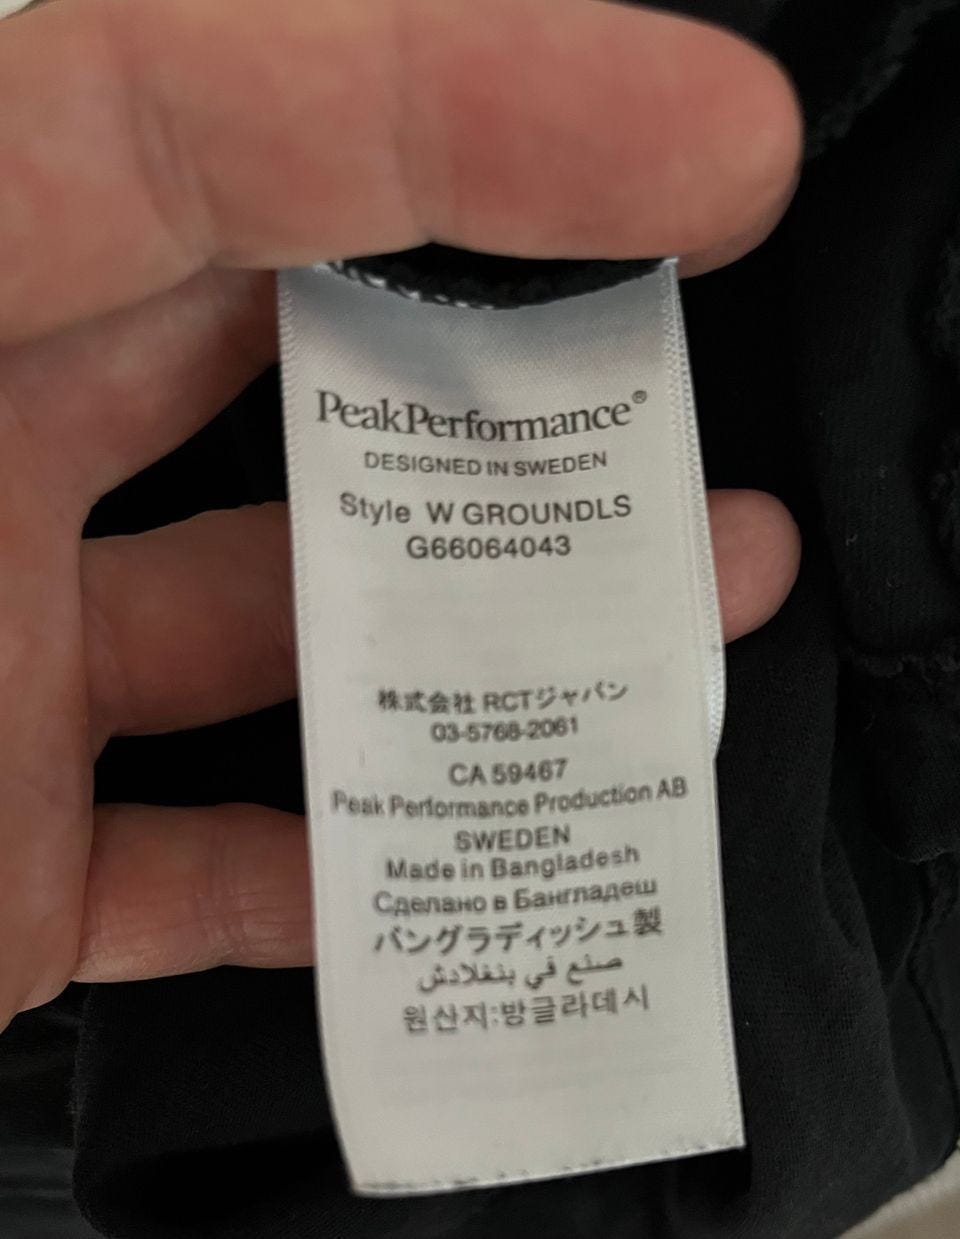 PeakPerformance®
DESIGNED IN SWEDEN
Style W GROUNDLS
G66064043
株式会社 RCTジャパン
03-5768-2061
CA 59467
Peak Performance Production AB
SWEDEN
Made in Bangladesh
Сделано в Бангладеш
バングラディッシュ製
صنع في بنغلادش
원산지:방글라데시